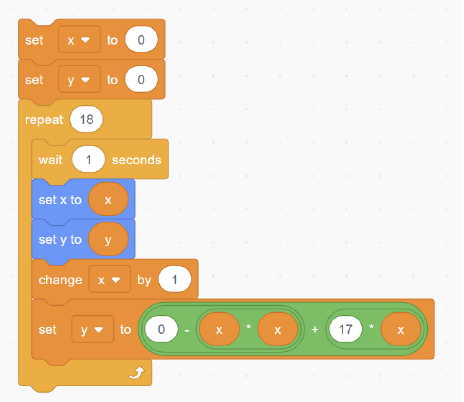 set x to 0
set y to 0
repeat 18
wait 1 seconds
set x to x
set y to y
change x by 1
set y to 0 - x * x + 17 * x